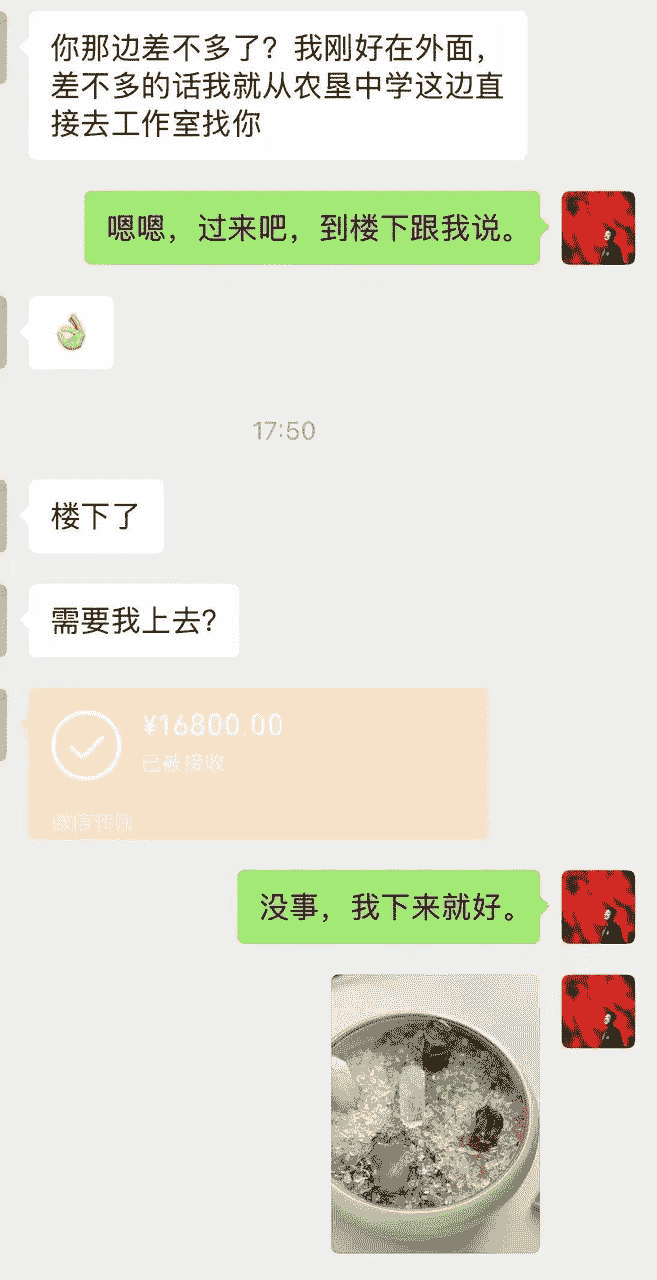 你那边差不多了？我刚好在外面，
差不多的话我就从农垦中学这边直
接去工作室找你
嗯嗯，过来吧，到楼下跟我说。
17:50
楼下了
需要我上去？
¥16800.00
已被接收
微信转账
没事，我下来就好。